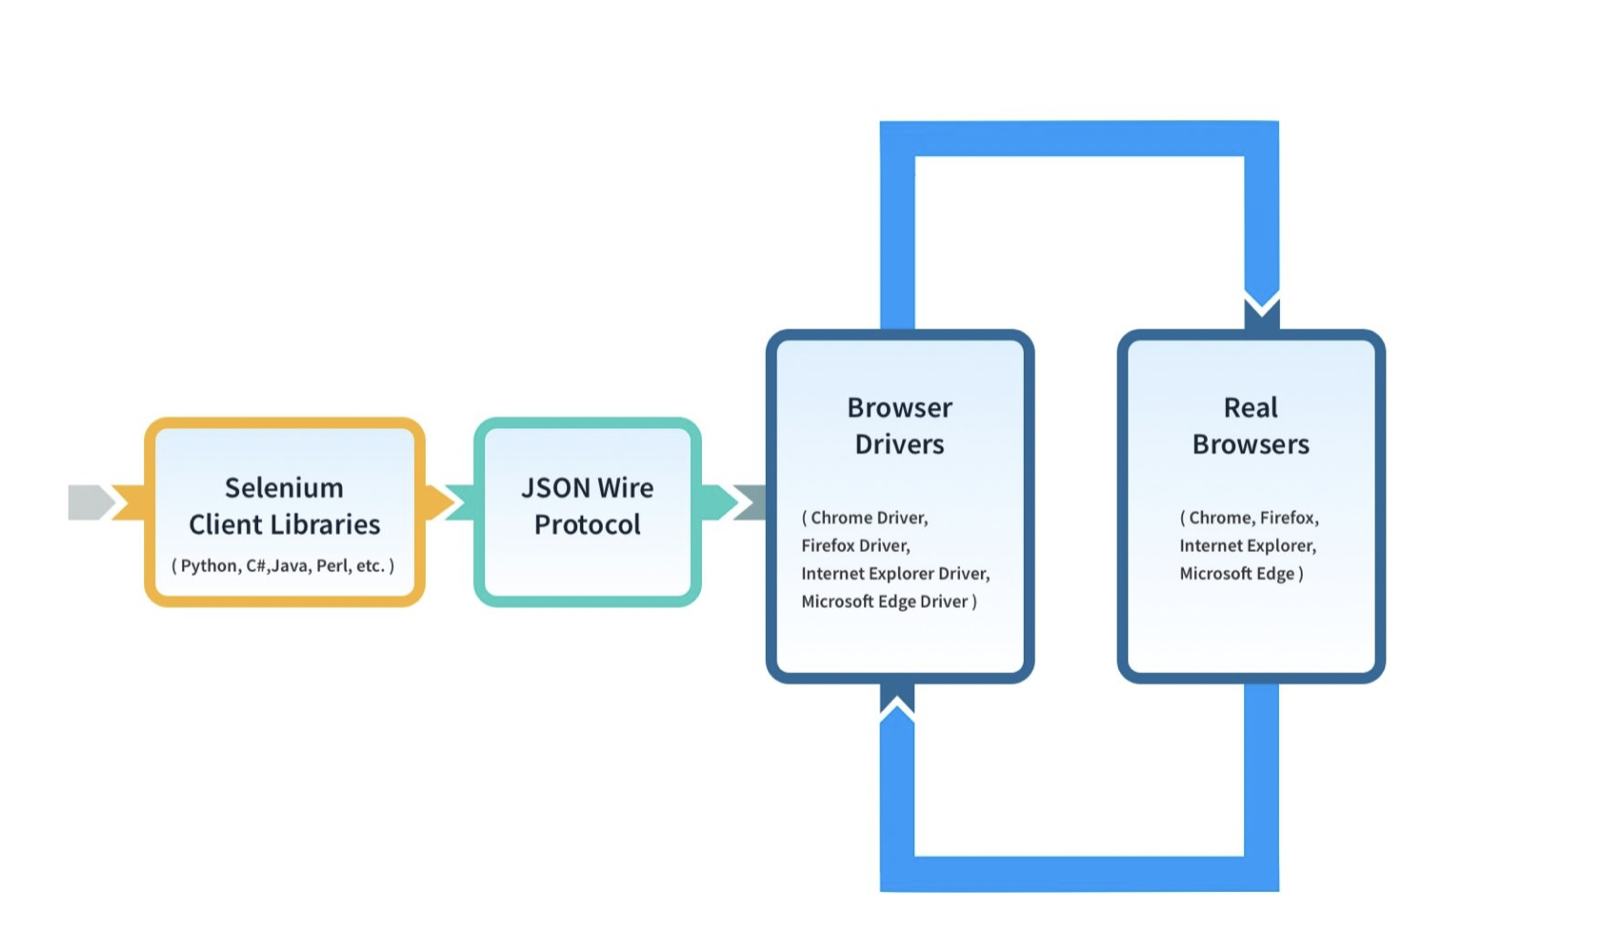 Selenium
Client Libraries
( Python, C#,Java, Perl, etc. )
JSON Wire
Protocol
Browser
Drivers
( Chrome Driver,
Firefox Driver,
Internet Explorer Driver,
Microsoft Edge Driver )
Real
Browsers
( Chrome, Firefox,
Internet Explorer,
Microsoft Edge )